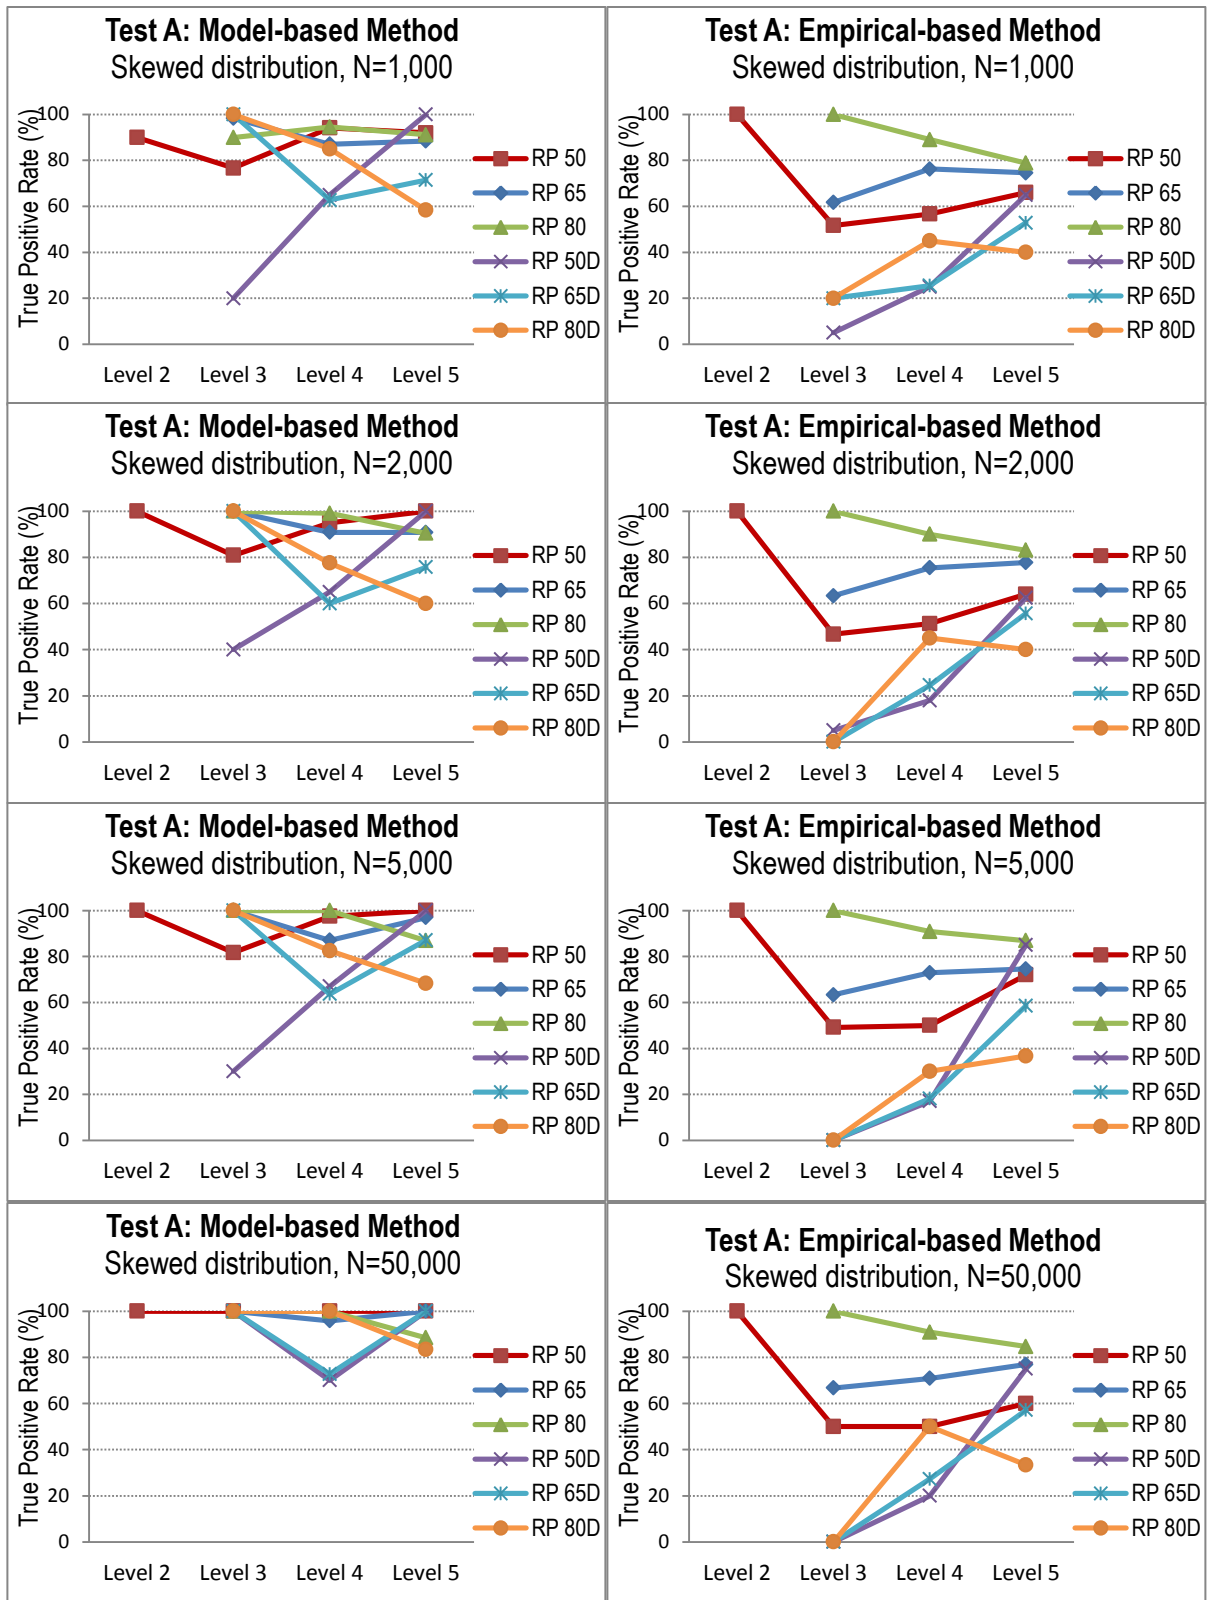 Test A: Model-based Method
Skewed distribution, N=1,000
True Positive Rate (%)
100
80
60
40
20
0
Level 2 Level 3 Level 4 Level 5
RP 50
RP 65
RP 80
RP 50D
RP 65D
RP 80D
Test A: Empirical-based Method
Skewed distribution, N=1,000
True Positive Rate (%)
100
80
60
40
20
0
Level 2 Level 3 Level 4 Level 5
RP 50
RP 65
RP 80
RP 50D
RP 65D
RP 80D
Test A: Model-based Method
Skewed distribution, N=2,000
True Positive Rate (%)
100
80
60
40
20
0
Level 2 Level 3 Level 4 Level 5
RP 50
RP 65
RP 80
RP 50D
RP 65D
RP 80D
Test A: Empirical-based Method
Skewed distribution, N=2,000
True Positive Rate (%)
100
80
60
40
20
0
Level 2 Level 3 Level 4 Level 5
RP 50
RP 65
RP 80
RP 50D
RP 65D
RP 80D
Test A: Model-based Method
Skewed distribution, N=5,000
True Positive Rate (%)
100
80
60
40
20
0
Level 2 Level 3 Level 4 Level 5
RP 50
RP 65
RP 80
RP 50D
RP 65D
RP 80D
Test A: Empirical-based Method
Skewed distribution, N=5,000
True Positive Rate (%)
100
80
60
40
20
0
Level 2 Level 3 Level 4 Level 5
RP 50
RP 65
RP 80
RP 50D
RP 65D
RP 80D
Test A: Model-based Method
Skewed distribution, N=50,000
True Positive Rate (%)
100
80
60
40
20
0
Level 2 Level 3 Level 4 Level 5
RP 50
RP 65
RP 80
RP 50D
RP 65D
RP 80D
Test A: Empirical-based Method
Skewed distribution, N=50,000
True Positive Rate (%)
100
80
60
40
20
0
Level 2 Level 3 Level 4 Level 5
RP 50
RP 65
RP 80
RP 50D
RP 65D
RP 80D